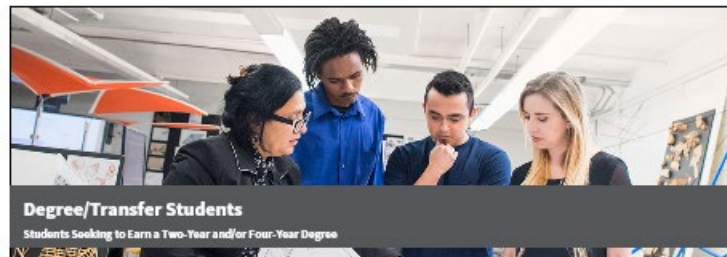 Degree/Transfer Students
Students Seeking to Earn a Two-Year and/or Four-Year Degree